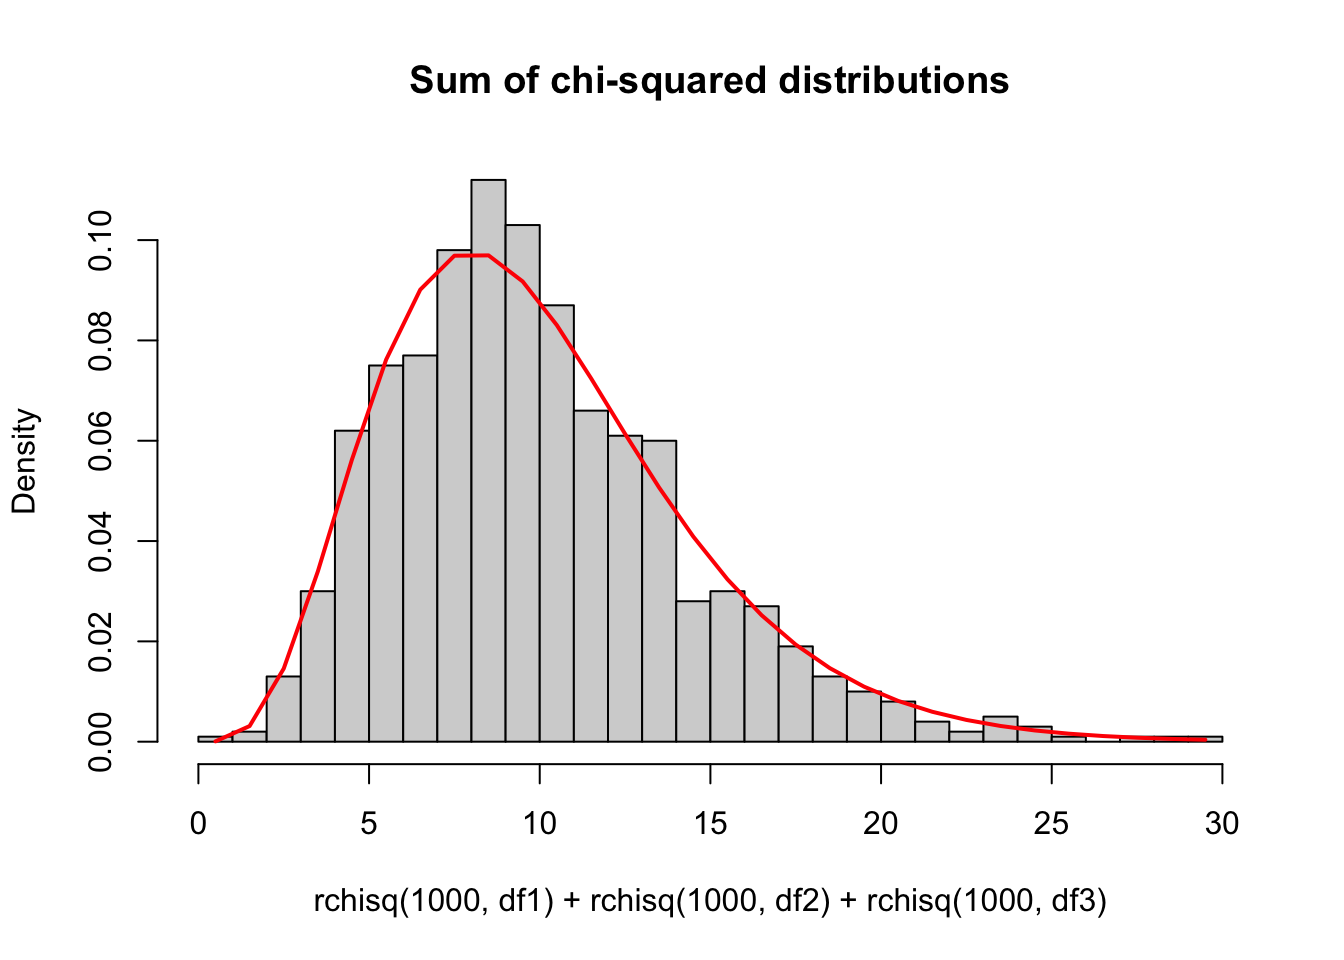 Sum of chi-squared distributions
Density
0.10
0.08
0.06
0.04
0.02
0.00
0 5 10 15 20 25 30
rchisq(1000, df1) + rchisq(1000, df2) + rchisq(1000, df3)